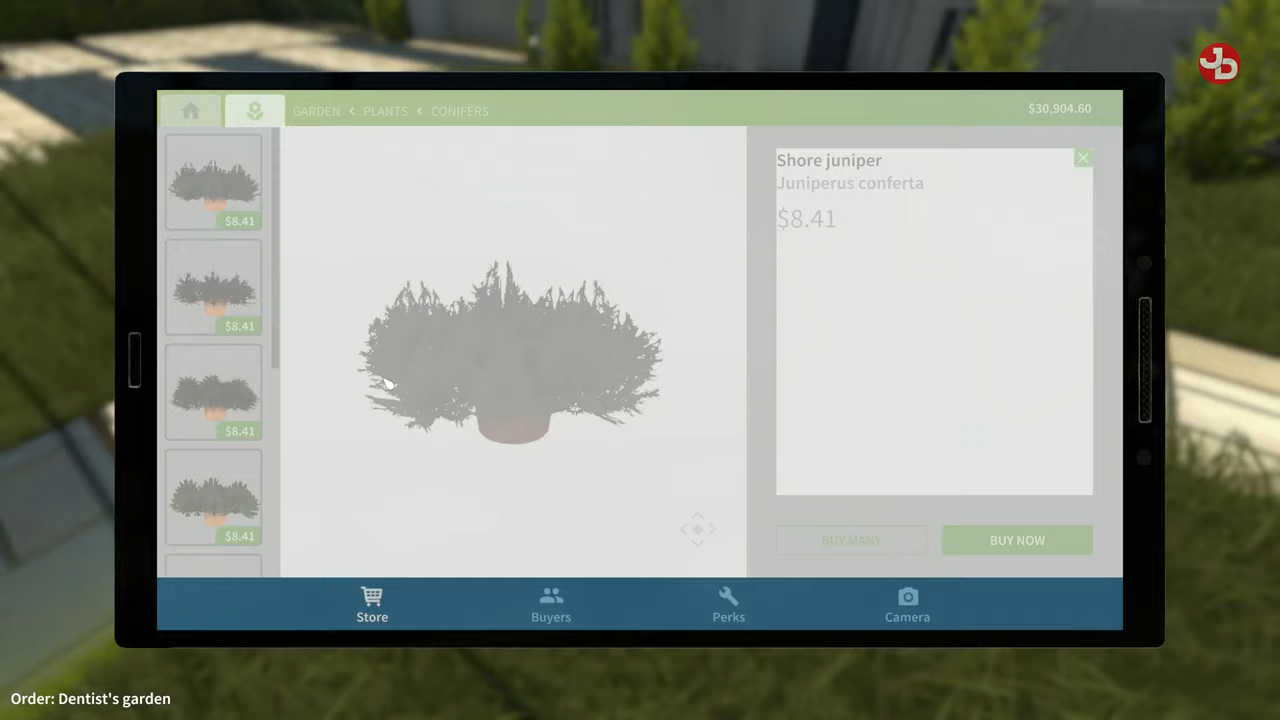 JD
GARDEN < PLANTS < CONIFERS
$30,904.60
$8.41
$8.41
$8.41
$8.41
Shore juniper
Juniperus conferta
$8.41
BUY MANY
BUY NOW
Store
Buyers
Perks
Camera
Order: Dentist's garden